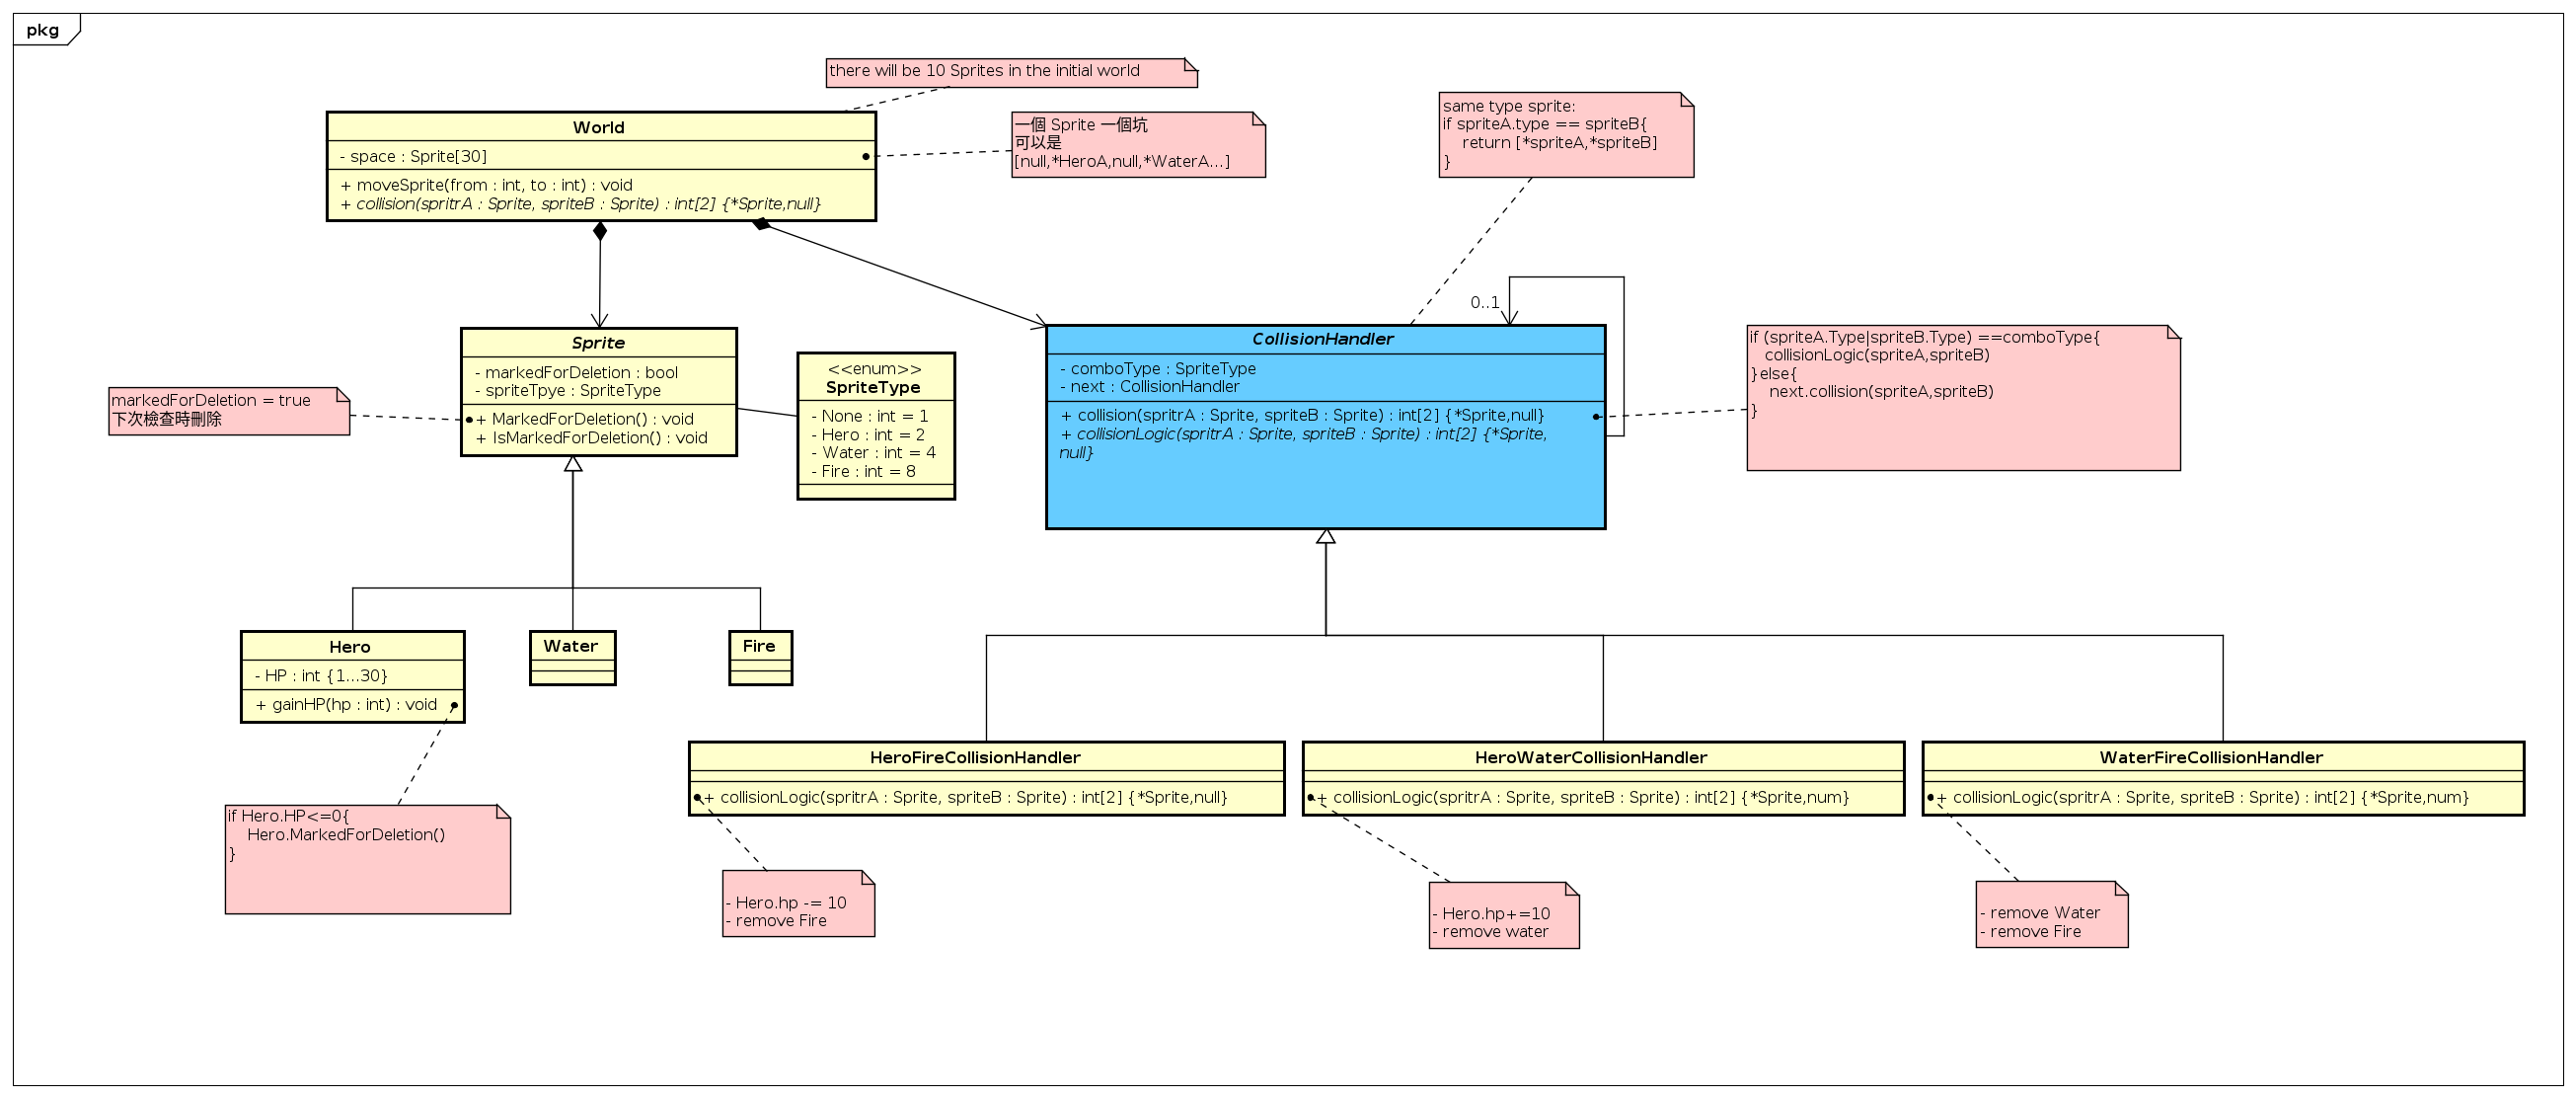 pkg
there will be 10 Sprites in the initial world
World
- space : Sprite[30]
+ moveSprite(from : int, to : int) : void
+ collision(spritrA : Sprite, spriteB : Sprite) : int[2] {*Sprite,null}
一個 Sprite 一個坑
可以是
[null,*HeroA,null,*WaterA...]
same type sprite:
if spriteA.type == spriteB{
return [*spriteA,*spriteB]
}
0..1
Sprite
- markedForDeletion : bool
- spriteTpye : SpriteType
+ MarkedForDeletion() : void
+ IsMarkedForDeletion() : void
markedForDeletion = true
下次檢查時刪除
<<enum>>
SpriteType
- None : int = 1
- Hero : int = 2
- Water : int = 4
- Fire : int = 8
CollisionHandler
- comboType : SpriteType
- next : CollisionHandler
+ collision(spritrA : Sprite, spriteB : Sprite) : int[2] {*Sprite,null}
+ collisionLogic(spritrA : Sprite, spriteB : Sprite) : int[2] {*Sprite,
null}
if (spriteA.Type|spriteB.Type) ==comboType{
collisionLogic(spriteA,spriteB)
}else{
next.collision(spriteA,spriteB)
}
Hero
- HP : int {1...30}
+ gainHP(hp : int) : void
Water
Fire
if Hero.HP<=0{
Hero.MarkedForDeletion()
}
HeroFireCollisionHandler
+ collisionLogic(spritrA : Sprite, spriteB : Sprite) : int[2] {*Sprite,null}
HeroWaterCollisionHandler
+ collisionLogic(spritrA : Sprite, spriteB : Sprite) : int[2] {*Sprite,num}
WaterFireCollisionHandler
+ collisionLogic(spritrA : Sprite, spriteB : Sprite) : int[2] {*Sprite,num}
- Hero.hp -= 10
- remove Fire
- Hero.hp+=10
- remove water
- remove Water
- remove Fire